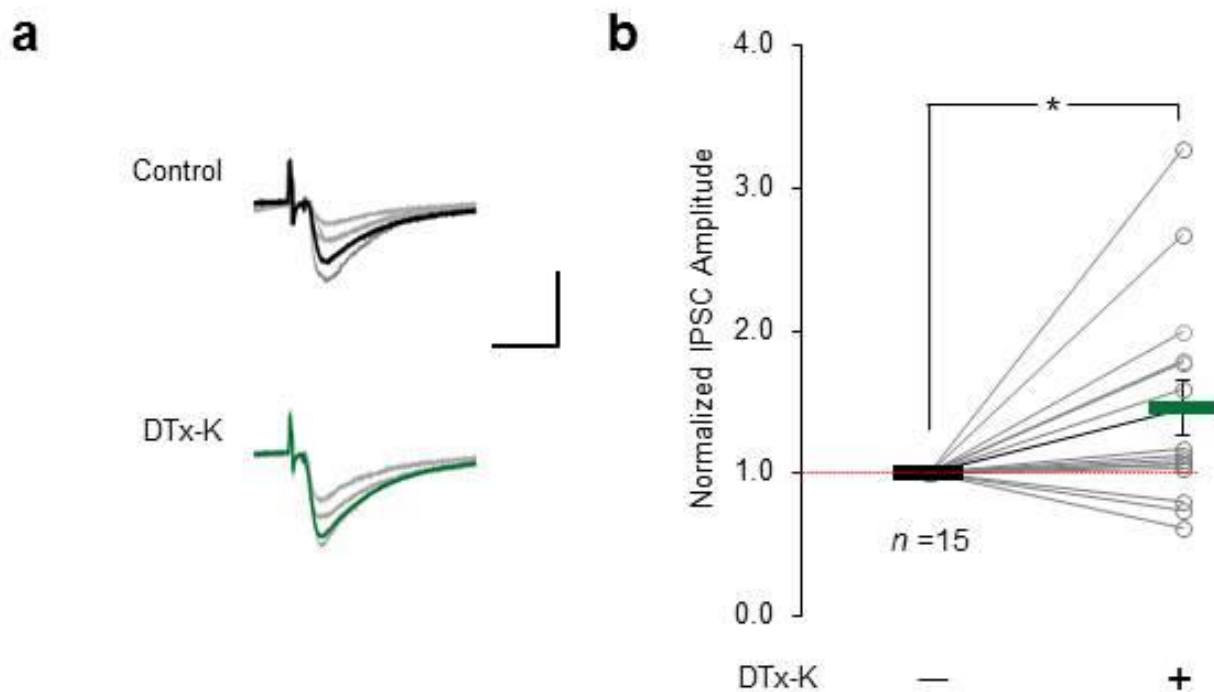 a
Control
DTx-K
b
Normalized IPSC Amplitude
4.0
3.0
2.0
1.0
0.0
*
n =15
DTx-K — +